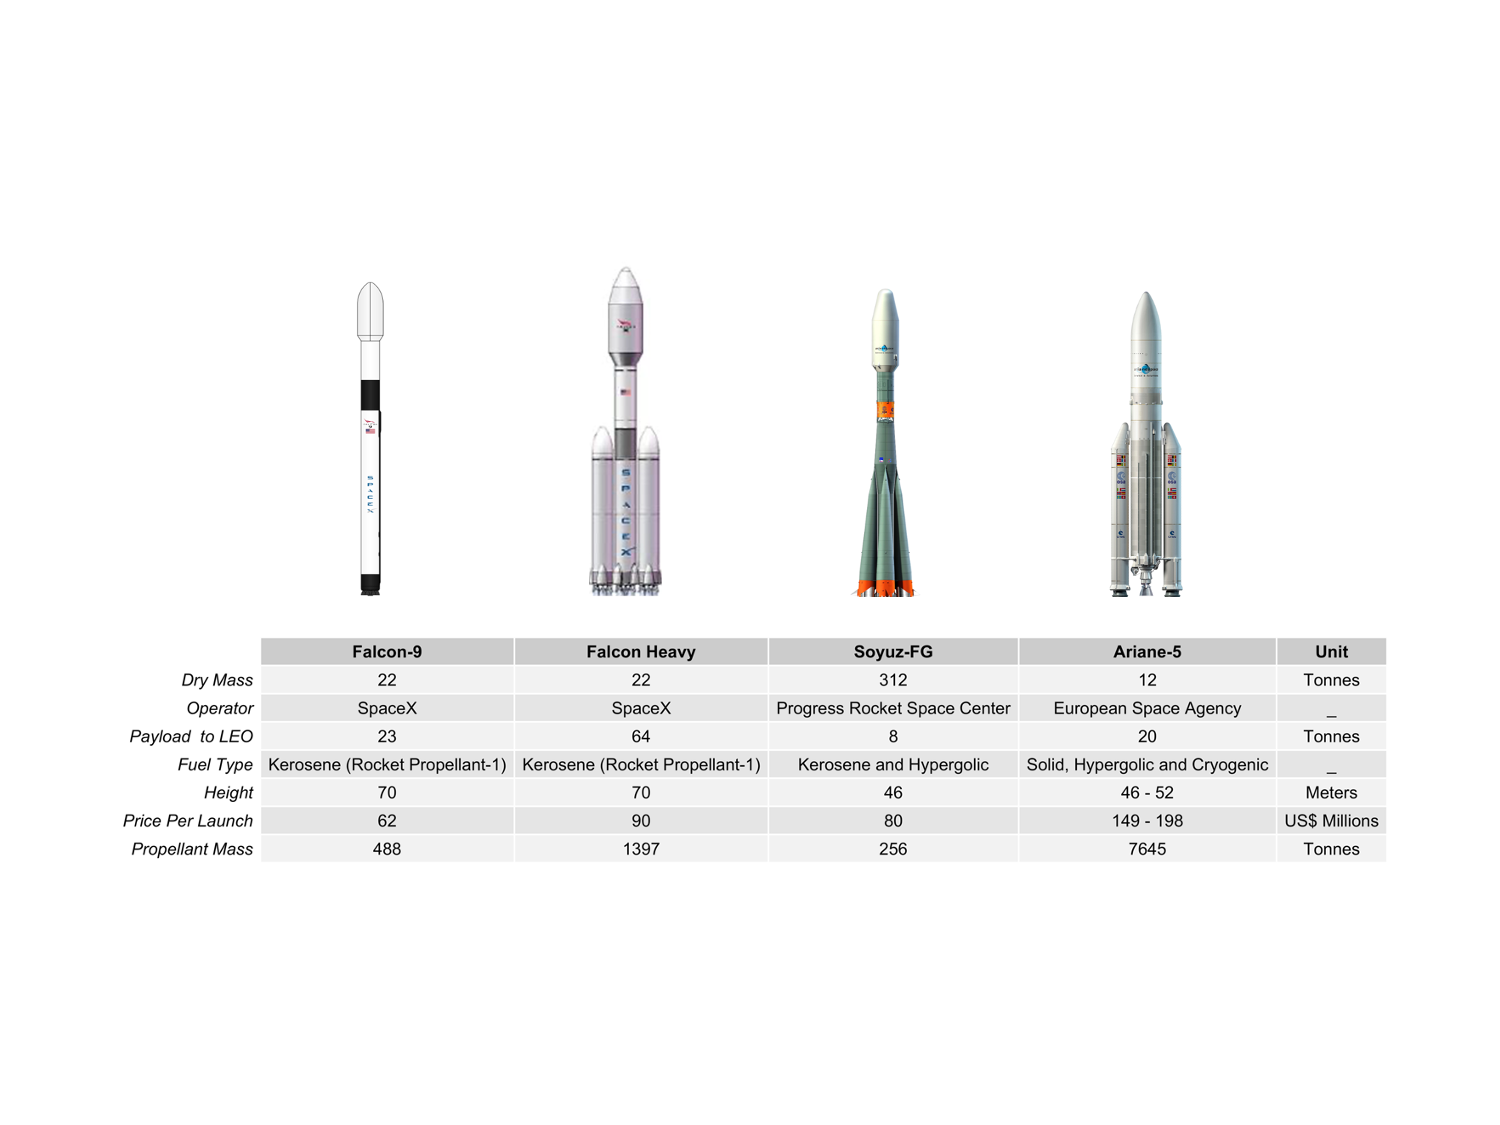 SPACEX
SPACEX
Falcon-9 Falcon Heavy Soyuz-FG Ariane-5 Unit
Dry Mass 22 22 312 12 Tonnes
Operator SpaceX SpaceX Progress Rocket Space Center European Space Agency _
Payload to LEO 23 64 8 20 Tonnes
Fuel Type Kerosene (Rocket Propellant-1) Kerosene (Rocket Propellant-1) Kerosene and Hypergolic Solid, Hypergolic and Cryogenic _
Height 70 70 46 46 - 52 Meters
Price Per Launch 62 90 80 149 - 198 US$ Millions
Propellant Mass 488 1397 256 7645 Tonnes